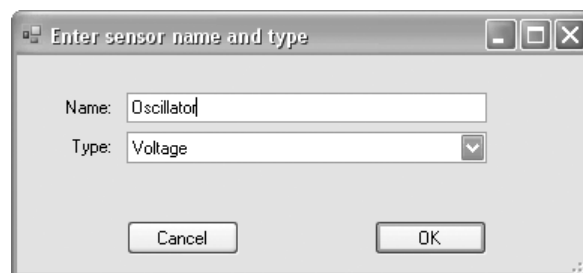 Enter sensor name and type
Name: Oscillator
Type: Voltage
Cancel OK